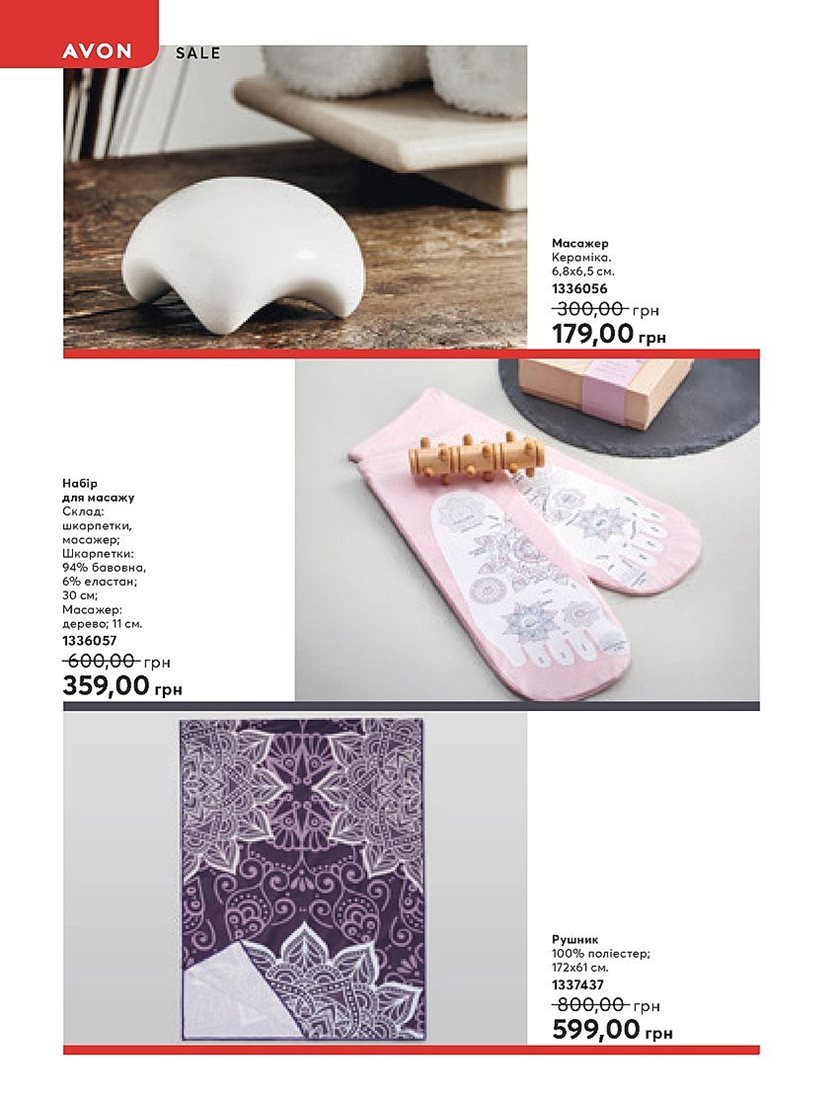 AVON
SALE
Масажер
Кераміка.
6,8х6,5 см.
1336056
300,00 грн
179,00 грн
Набір
для масажу
Склад:
шкарпетки,
масажер;
Шкарпетки:
94% бавовна,
6% еластан;
30 см;
Масажер:
дерево; 11 см.
1336057
600,00 грн
359,00 грн
Рушник
100% поліестер;
172х61 см.
1337437
800,00 грн
599,00 грн